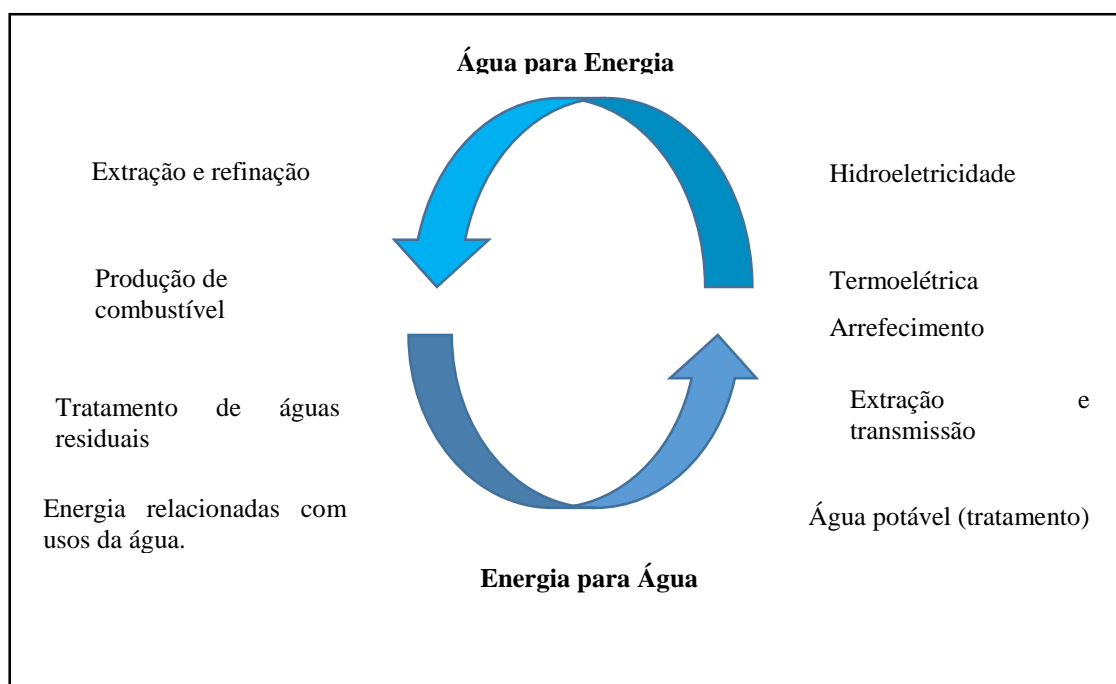 Água para Energia
Extração e refinação
Hidroeletricidade
Produção de
combustível
Termoelétrica
Arrefecimento
Tratamento de águas
residuais
Extração e
transmissão
Energia relacionadas com
usos da água.
Água potável (tratamento)
Energia para Água